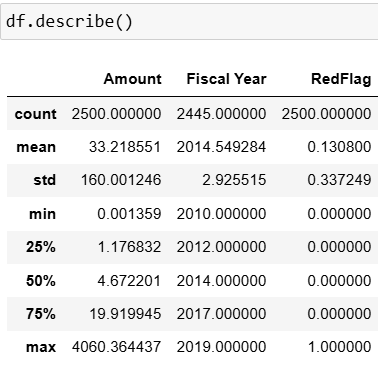 df.describe()
Amount Fiscal Year RedFlag
count 2500.000000 2445.000000 2500.000000
mean 33.218551 2014.549284 0.130800
std 160.001246 2.925515 0.337249
min 0.001359 2010.000000 0.000000
25% 1.176832 2012.000000 0.000000
50% 4.672201 2014.000000 0.000000
75% 19.919945 2017.000000 0.000000
max 4060.364437 2019.000000 1.000000